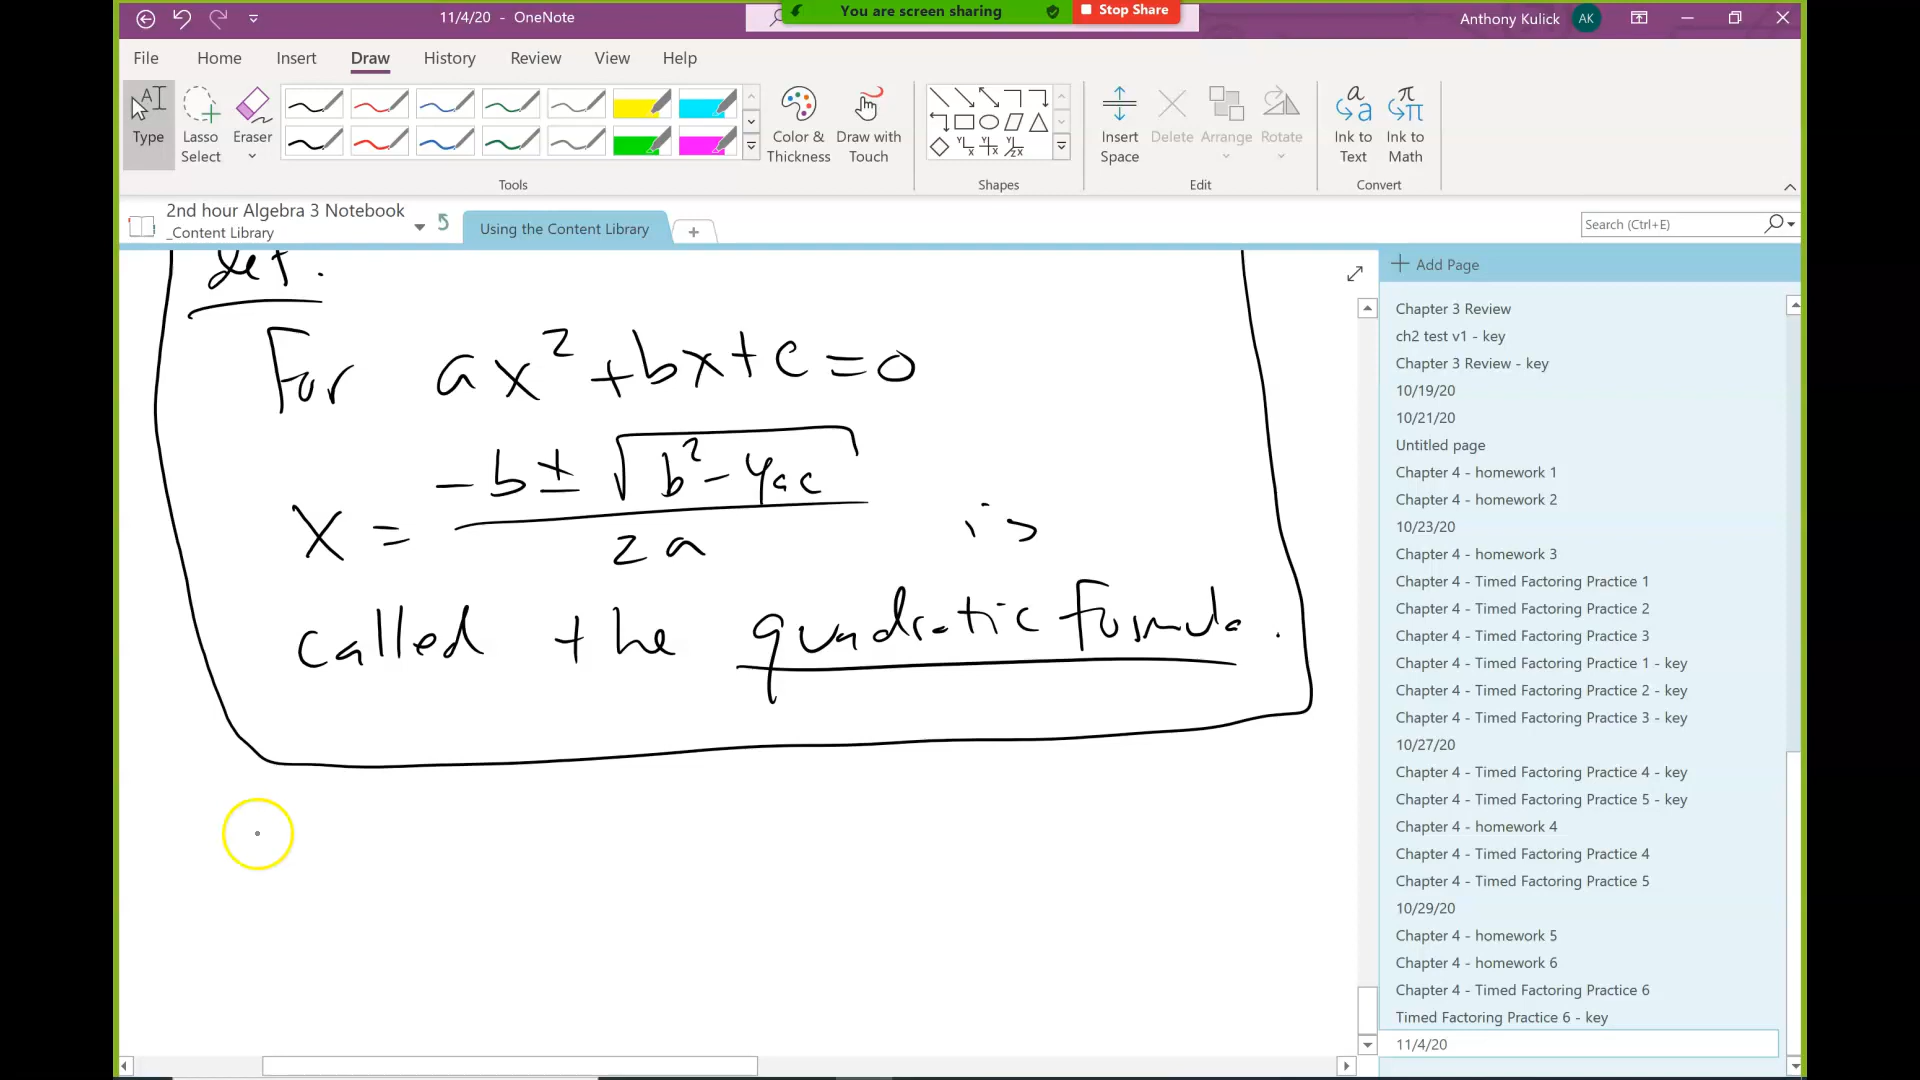 11/4/20 - OneNote
You are screen sharing
Stop Share
Anthony Kulick
AK
File Home Insert Draw History Review View Help
Type
Lasso Select
Eraser
Color & Thickness
Draw with Touch
Insert Space
Delete
Arrange
Rotate
Ink to Text
Ink to Math
Tools
Shapes
Edit
Convert
2nd hour Algebra 3 Notebook
_Content Library
Using the Content Library
Search (Ctrl+E)
def.
For ax² + bx + c = 0
x = (-b ± √(b² - 4ac)) / 2a is
called the quadratic formula.
Add Page
Chapter 3 Review
ch2 test v1 - key
Chapter 3 Review - key
10/19/20
10/21/20
Untitled page
Chapter 4 - homework 1
Chapter 4 - homework 2
10/23/20
Chapter 4 - homework 3
Chapter 4 - Timed Factoring Practice 1
Chapter 4 - Timed Factoring Practice 2
Chapter 4 - Timed Factoring Practice 3
Chapter 4 - Timed Factoring Practice 1 - key
Chapter 4 - Timed Factoring Practice 2 - key
Chapter 4 - Timed Factoring Practice 3 - key
10/27/20
Chapter 4 - Timed Factoring Practice 4 - key
Chapter 4 - Timed Factoring Practice 5 - key
Chapter 4 - homework 4
Chapter 4 - Timed Factoring Practice 4
Chapter 4 - Timed Factoring Practice 5
10/29/20
Chapter 4 - homework 5
Chapter 4 - homework 6
Chapter 4 - Timed Factoring Practice 6
Timed Factoring Practice 6 - key
11/4/20